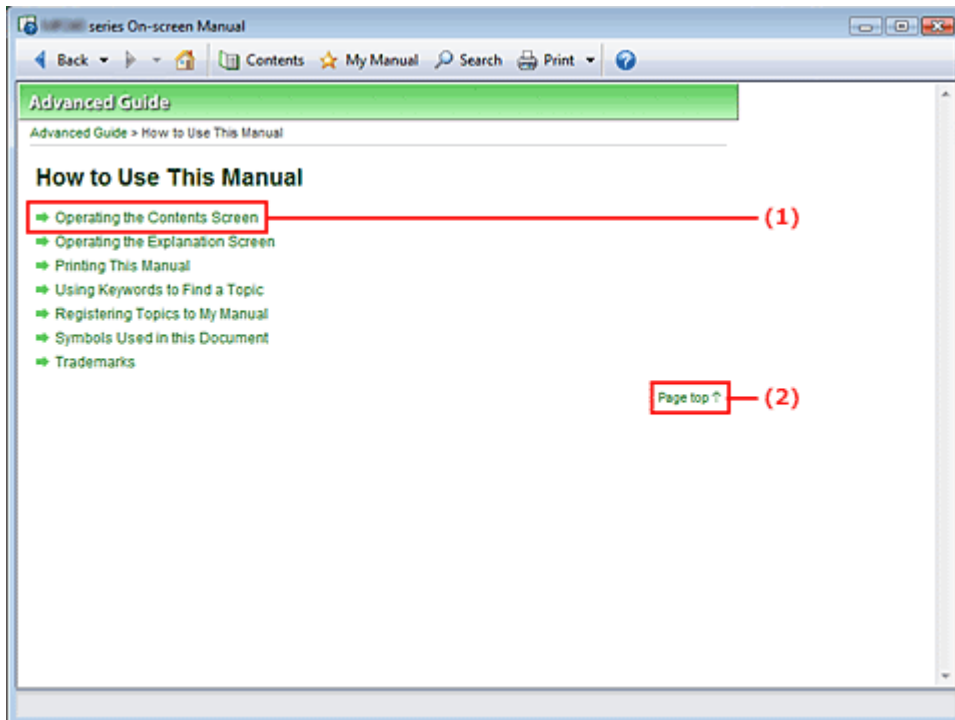 series On-screen Manual
Back Contents My Manual Search Print
Advanced Guide
Advanced Guide > How to Use This Manual
How to Use This Manual
Operating the Contents Screen (1)
Operating the Explanation Screen
Printing This Manual
Using Keywords to Find a Topic
Registering Topics to My Manual
Symbols Used in this Document
Trademarks
Page top ↑ (2)